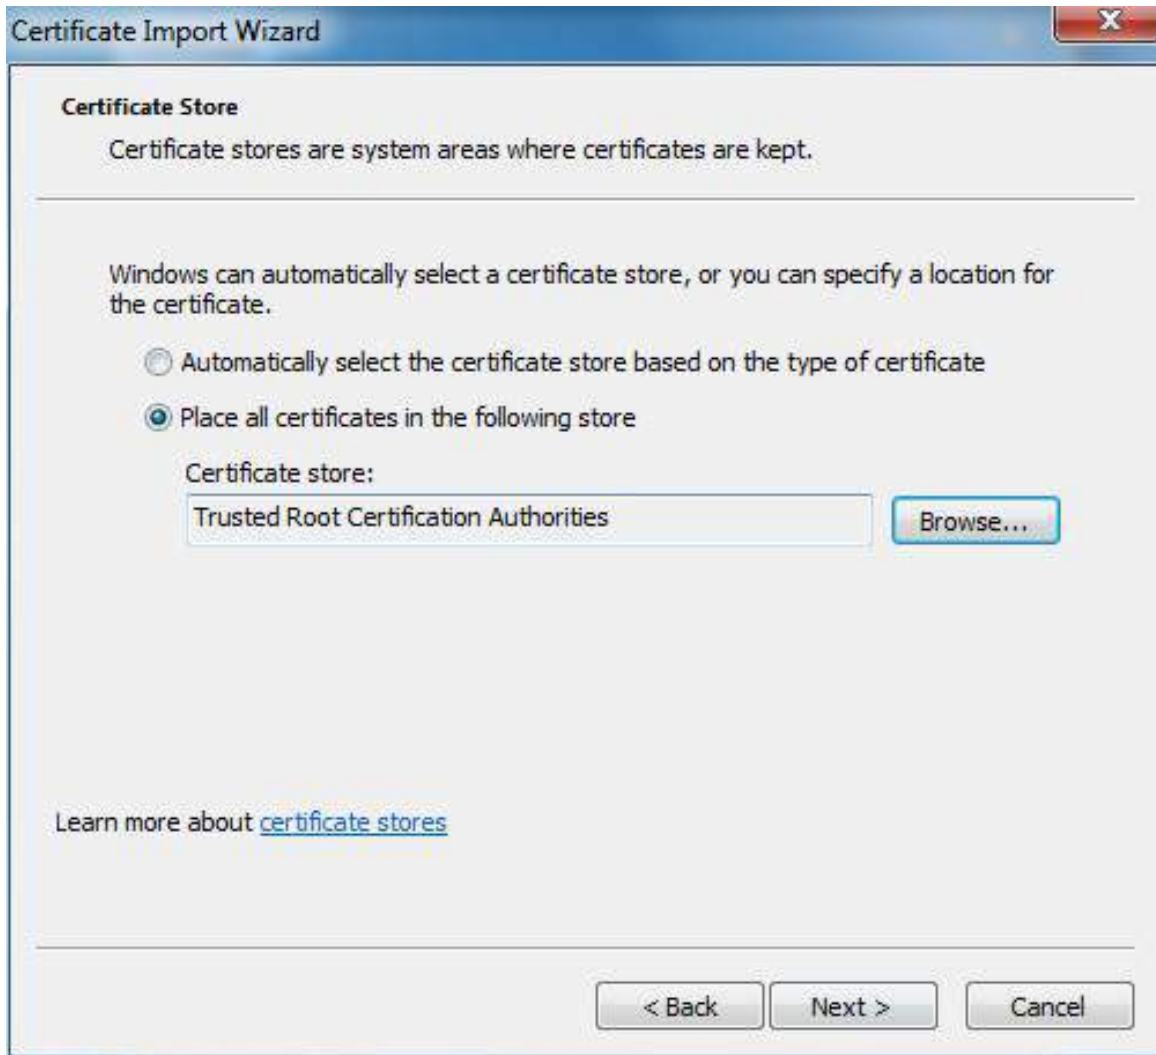 Certificate Import Wizard
X
Certificate Store
Certificate stores are system areas where certificates are kept.
Windows can automatically select a certificate store, or you can specify a location for
the certificate.
Automatically select the certificate store based on the type of certificate
Place all certificates in the following store
Certificate store:
Trusted Root Certification Authorities
Browse...
Learn more about certificate stores
< Back
Next >
Cancel